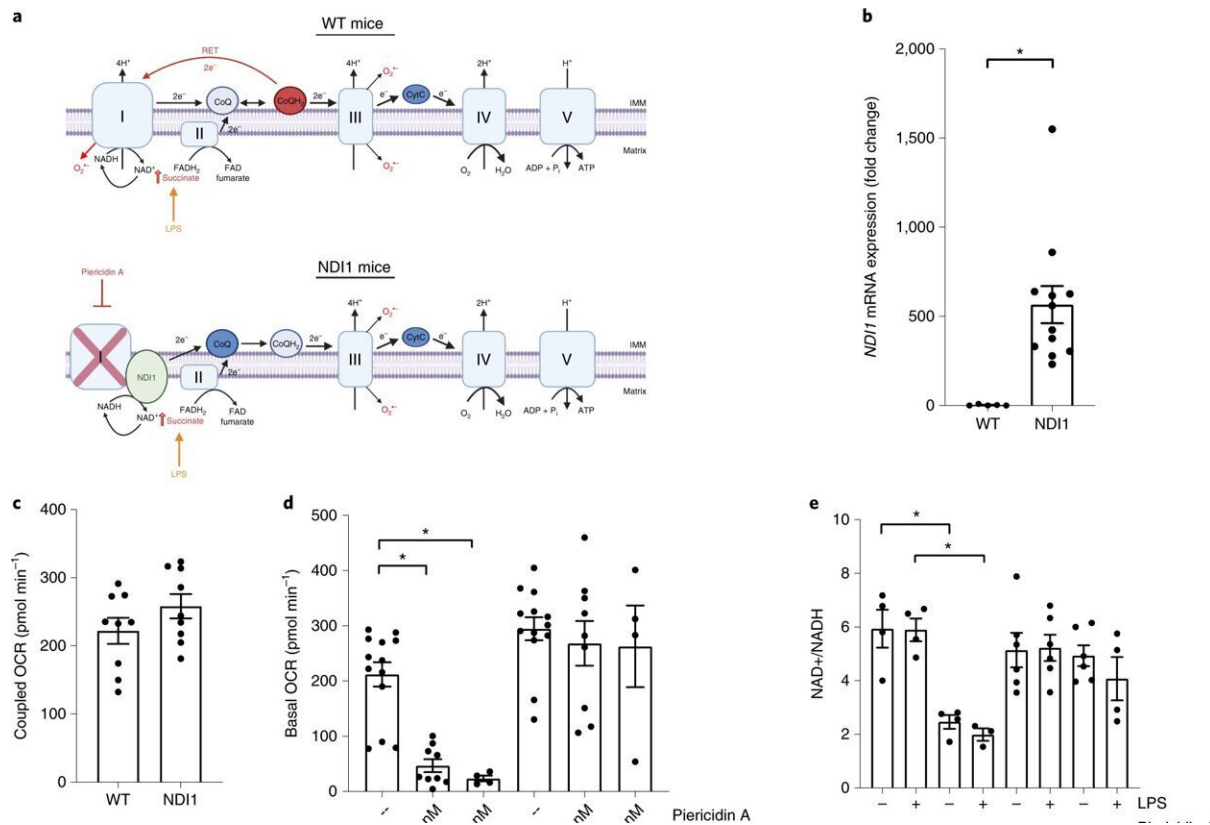 a
WT mice
RET
2e⁻
4H⁺
4H⁺
2H⁺
H⁺
O₂•⁻
I
2e⁻
CoQ
CoQH₂
2e⁻
III
e⁻
CytC
e⁻
IV
V
IMM
II
2e⁻
Matrix
O₂•⁻
NADH
NAD⁺
Succinate
FADH₂
FAD
fumarate
O₂•⁻
O₂
H₂O
ADP + Pᵢ
ATP
LPS
NDI1 mice
Piericidin A
4H⁺
2H⁺
H⁺
O₂•⁻
I
NDI1
2e⁻
CoQ
CoQH₂
2e⁻
III
e⁻
CytC
e⁻
IV
V
IMM
II
2e⁻
Matrix
NADH
NAD⁺
Succinate
FADH₂
FAD
fumarate
O₂•⁻
O₂
H₂O
ADP + Pᵢ
ATP
LPS
b
NDI1 mRNA expression (fold change)
2,000
1,500
1,000
500
0
*
WT
NDI1
c
Coupled OCR (pmol min⁻¹)
400
300
200
100
0
WT
NDI1
d
Basal OCR (pmol min⁻¹)
500
400
300
200
100
0
*
*
--
nM
nM
--
nM
nM
Piericidin A
e
NAD+/NADH
10
8
6
4
2
0
*
*
– + – + – + – + LPS